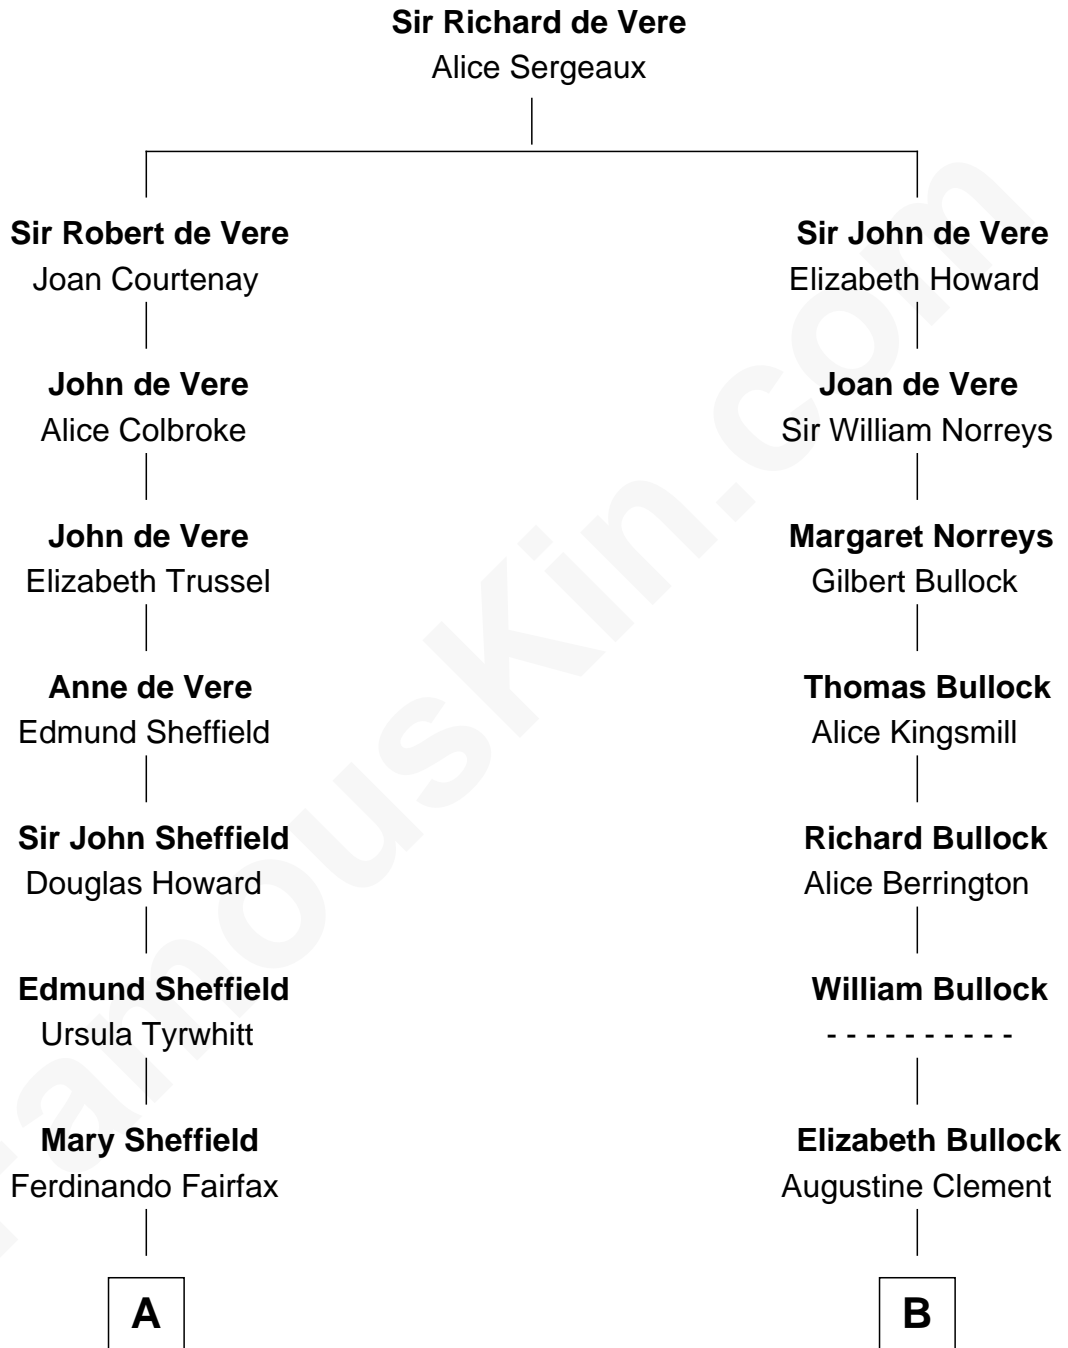 Sir Richard de Vere
Alice Sergeaux
Sir Robert de Vere
Joan Courtenay
John de Vere
Alice Colbroke
John de Vere
Elizabeth Trussel
Anne de Vere
Edmund Sheffield
Sir John Sheffield
Douglas Howard
Edmund Sheffield
Ursula Tyrwhitt
Mary Sheffield
Ferdinando Fairfax
A
Sir John de Vere
Elizabeth Howard
Joan de Vere
Sir William Norreys
Margaret Norreys
Gilbert Bullock
Thomas Bullock
Alice Kingsmill
Richard Bullock
Alice Berrington
William Bullock
- - - - - - - - - -
Elizabeth Bullock
Augustine Clement
B
FamousKin.com